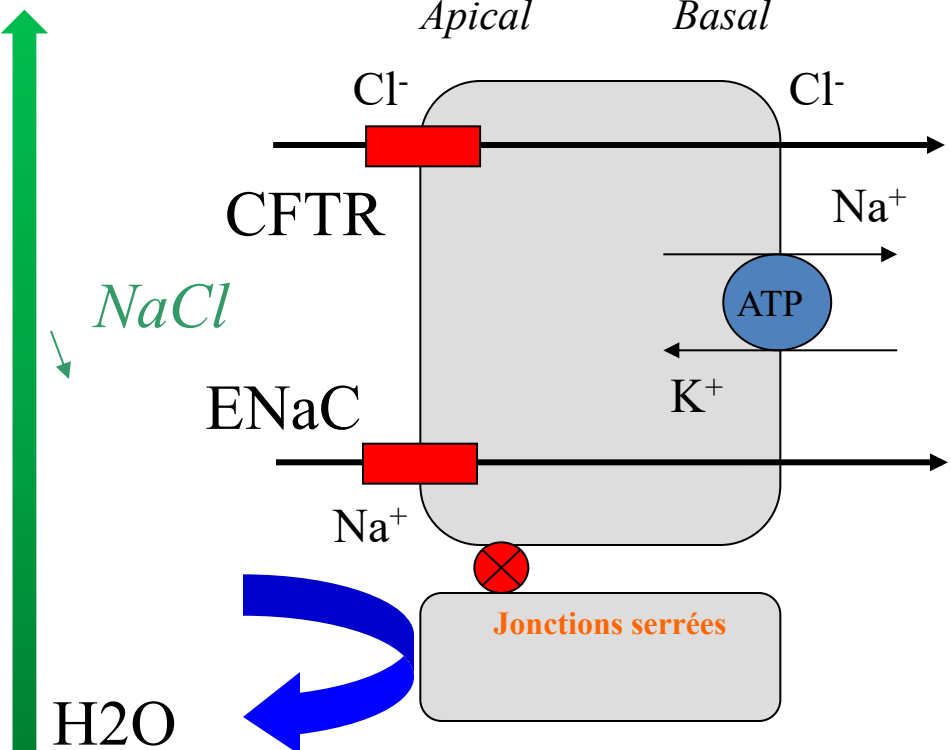 Apical Basal
Cl⁻ Cl⁻
CFTR
Na⁺
NaCl
ATP
K⁺
ENaC
Na⁺
Jonctions serrées
H2O